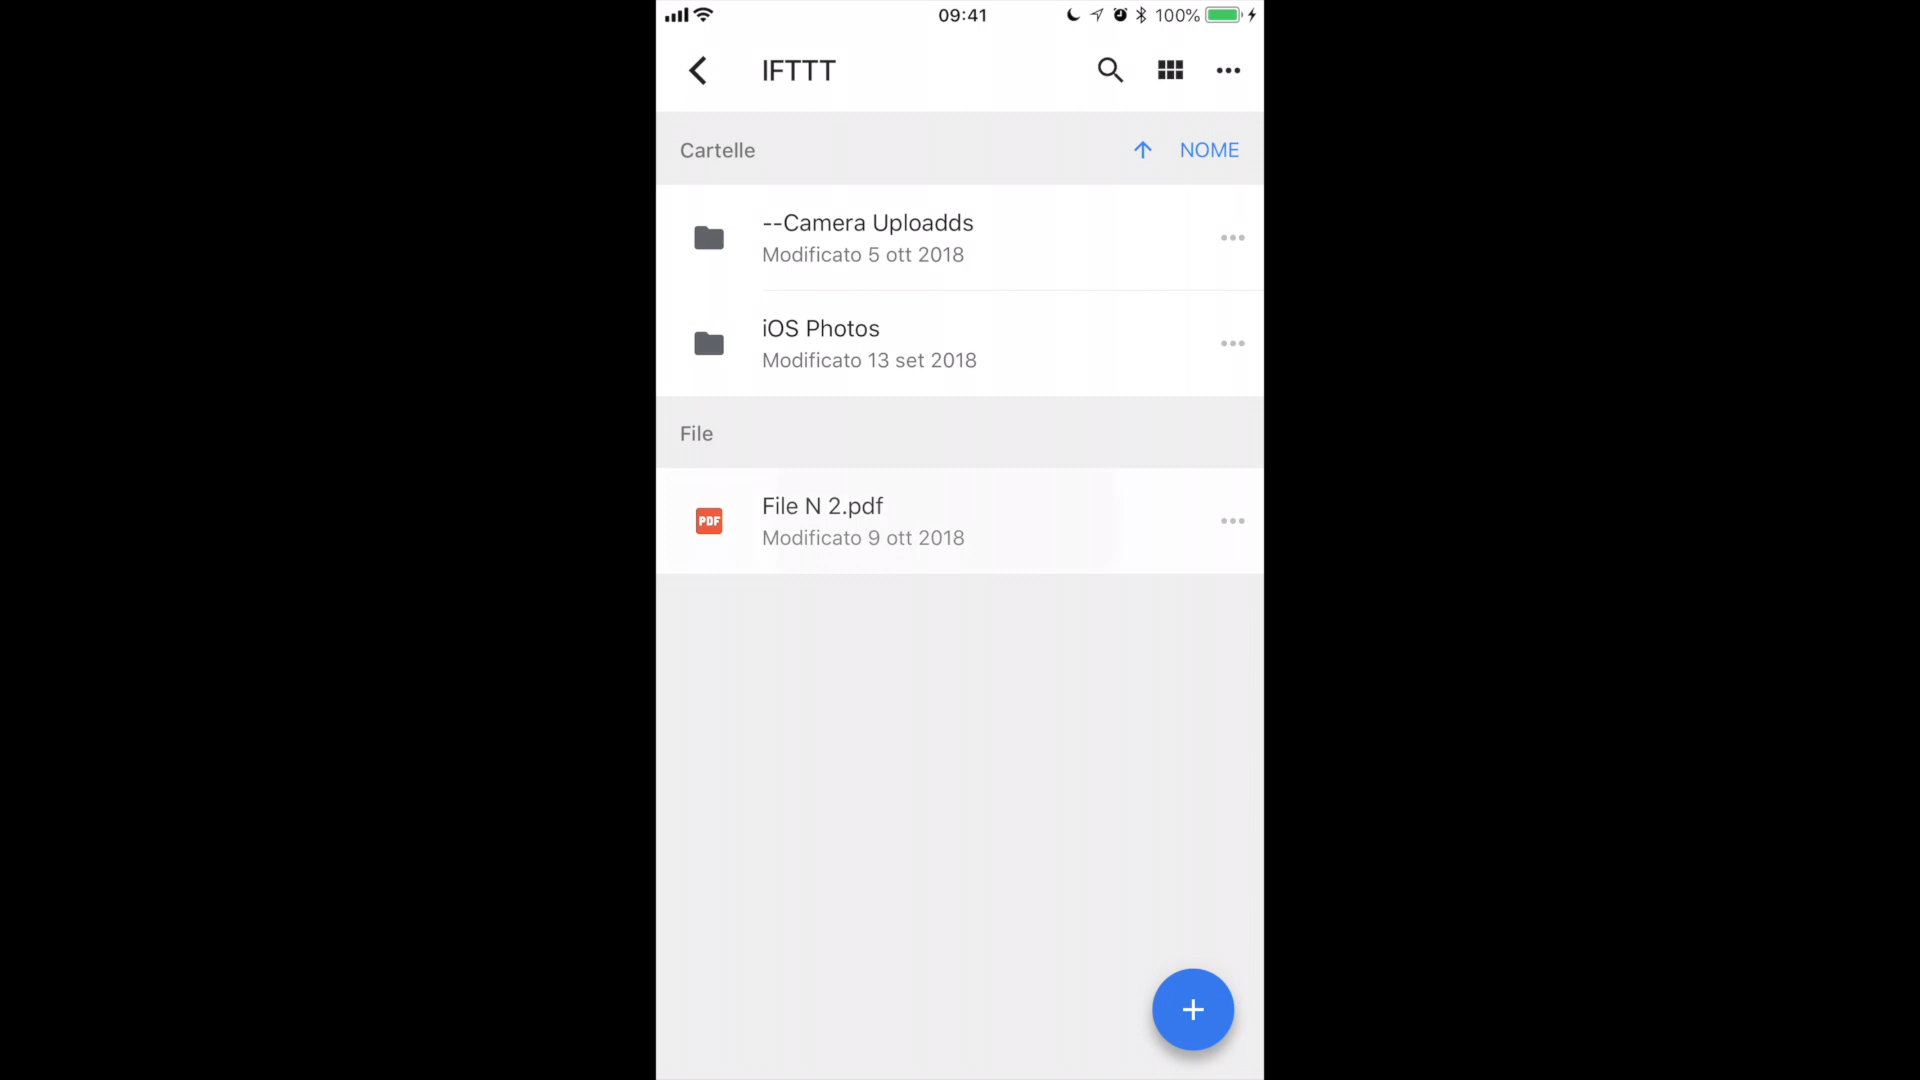 09:41
100%
IFTTT
Cartelle
NOME
--Camera Uploadds
Modificato 5 ott 2018
iOS Photos
Modificato 13 set 2018
File
PDF
File N 2.pdf
Modificato 9 ott 2018